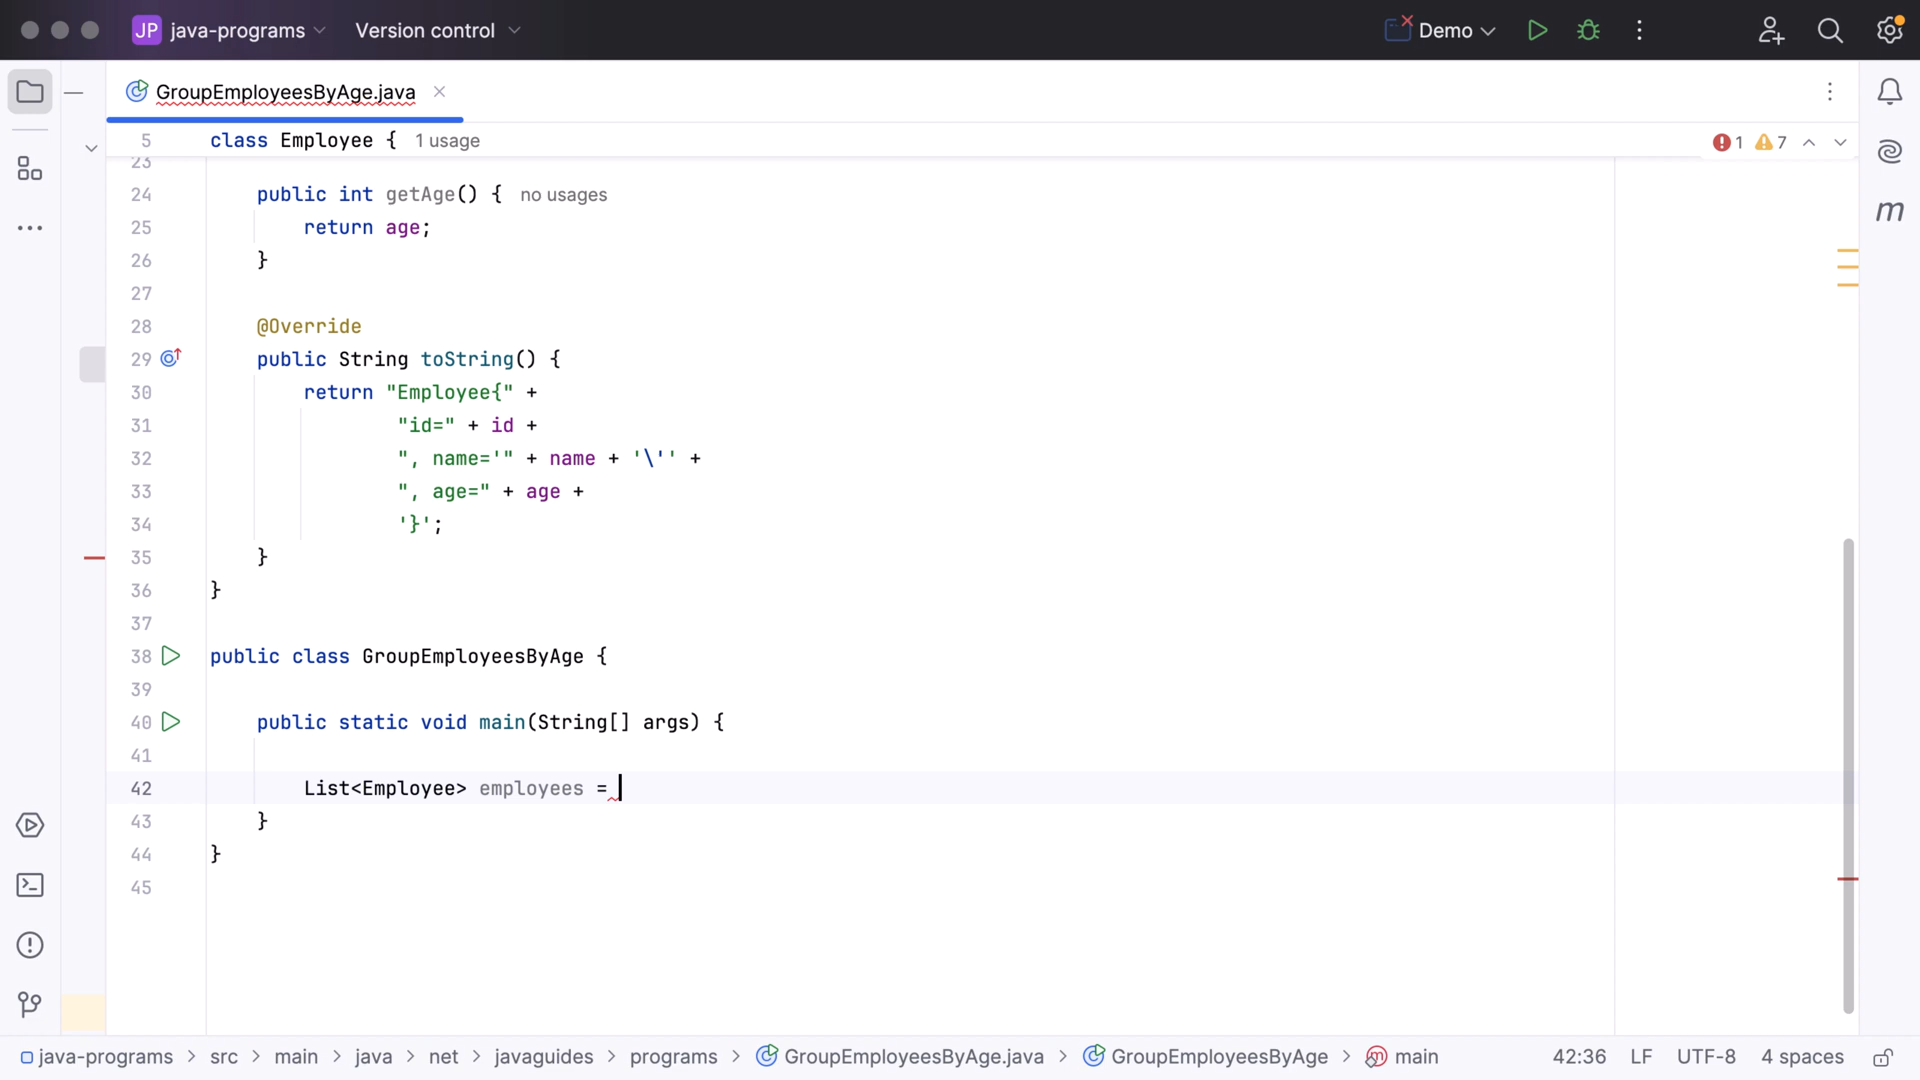 JP java-programs Version control Demo
GroupEmployeesByAge.java
5 class Employee { 1 usage 1 7
23
24 public int getAge() { no usages
25 return age;
26 }
27
28 @Override
29 public String toString() {
30 return "Employee{" +
31 "id=" + id +
32 ", name='" + name + '\'' +
33 ", age=" + age +
34 '}';
35 }
36 }
37
38 public class GroupEmployeesByAge {
39
40 public static void main(String[] args) {
41
42 List<Employee> employees =
43 }
44 }
45
m
java-programs > src > main > java > net > javaguides > programs > GroupEmployeesByAge.java > GroupEmployeesByAge > m main 42:36 LF UTF-8 4 spaces